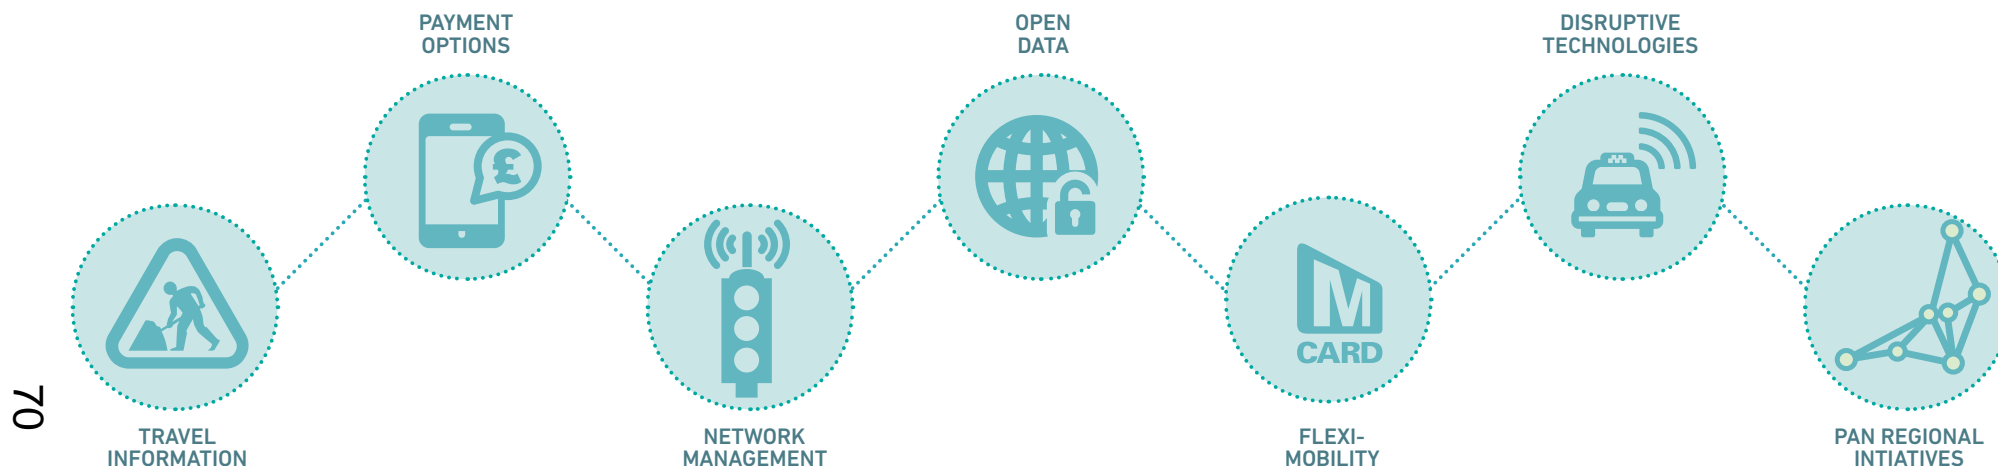 PAYMENT
OPTIONS
OPEN
DATA
DISRUPTIVE
TECHNOLOGIES
£
M
CARD
70
TRAVEL
INFORMATION
NETWORK
MANAGEMENT
FLEXI-
MOBILITY
PAN REGIONAL
INTIATIVES